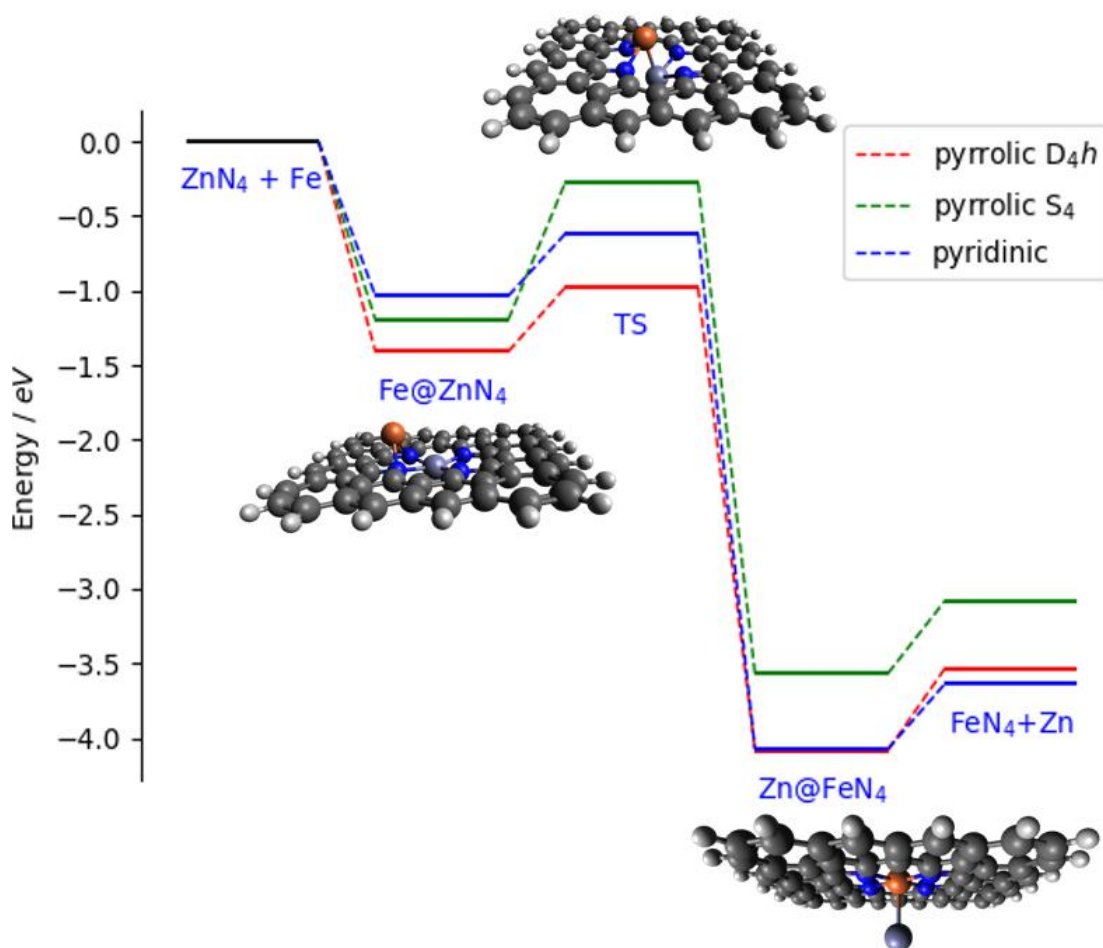 0.0
−0.5
−1.0
−1.5
−2.0
−2.5
−3.0
−3.5
−4.0
Energy / eV
ZnN₄ + Fe
Fe@ZnN₄
TS
Zn@FeN₄
FeN₄+Zn
pyrrolic D₄h
pyrrolic S₄
pyridinic